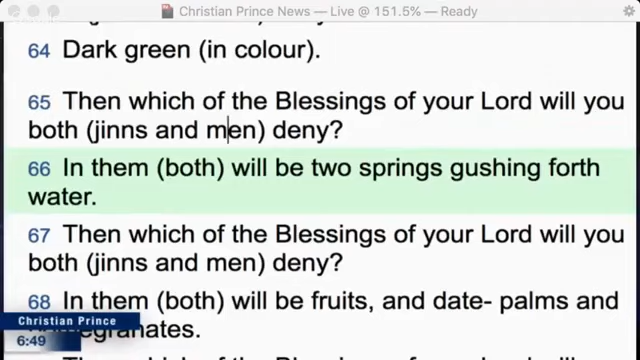 Christian Prince News — Live @ 151.5% — Ready
64 Dark green (in colour).
65 Then which of the Blessings of your Lord will you
both (jinns and men) deny?
66 In them (both) will be two springs gushing forth
water.
67 Then which of the Blessings of your Lord will you
both (jinns and men) deny?
68 In them (both) will be fruits, and date- palms and
Christian Prince
6:49